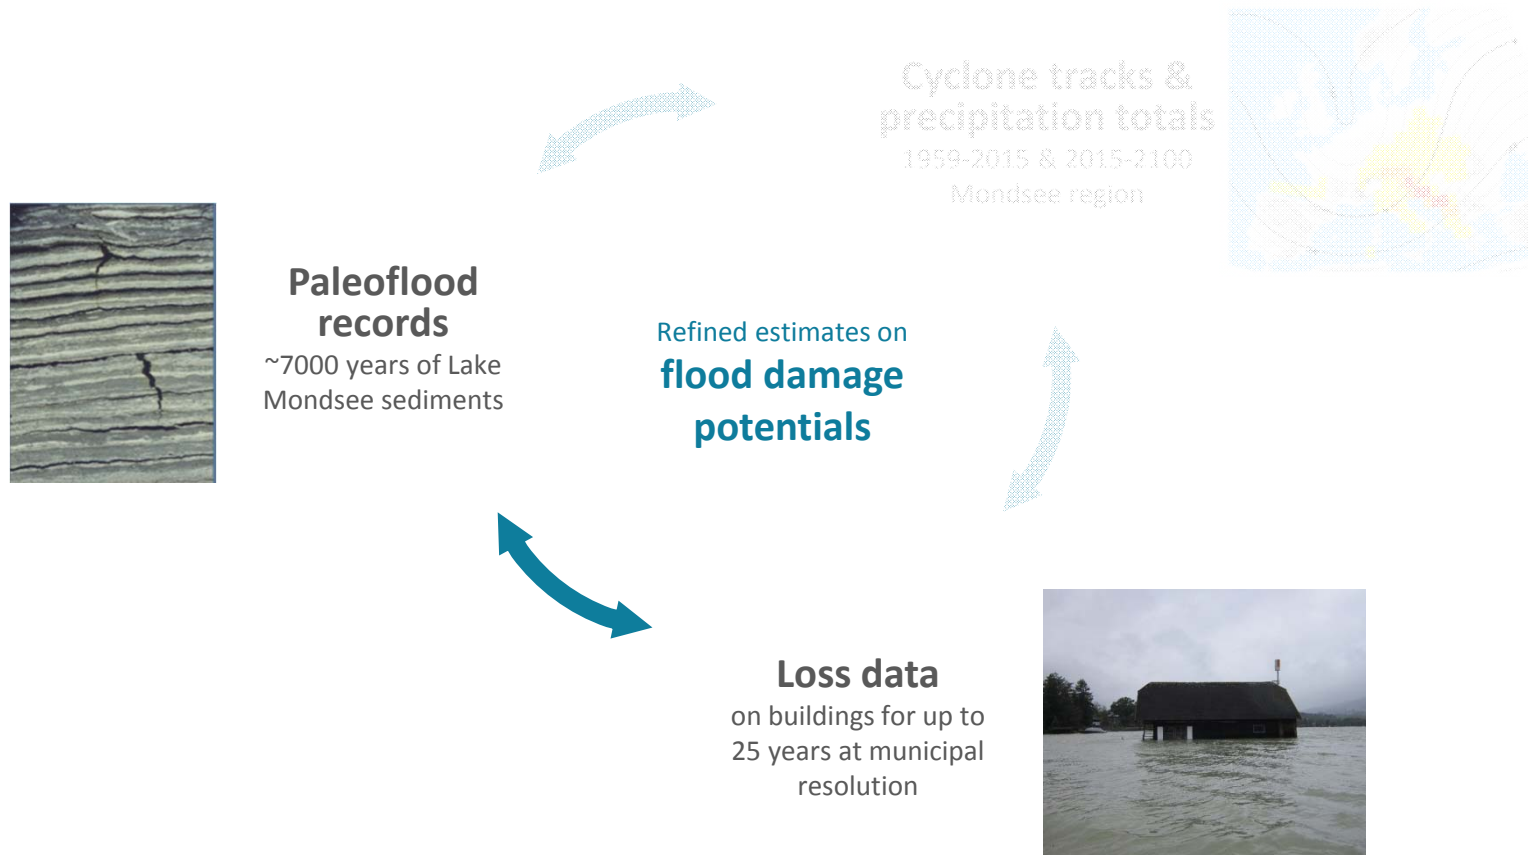 Cyclone tracks &
precipitation totals
1959-2015 & 2015-2100
Mondsee region
Paleoflood
records
~7000 years of Lake
Mondsee sediments
Refined estimates on
flood damage
potentials
Loss data
on buildings for up to
25 years at municipal
resolution